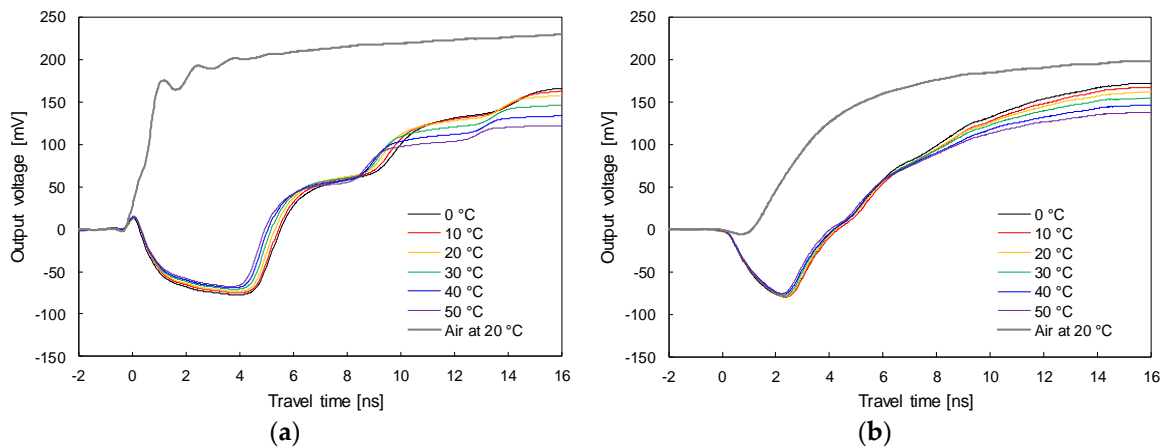 250
200
150
100
50
0
-50
-100
-150
Output voltage [mV]
0 °C
10 °C
20 °C
30 °C
40 °C
50 °C
Air at 20 °C
-2 0 2 4 6 8 10 12 14 16
Travel time [ns]
(a)
250
200
150
100
50
0
-50
-100
-150
Output voltage [mV]
0 °C
10 °C
20 °C
30 °C
40 °C
50 °C
Air at 20 °C
-2 0 2 4 6 8 10 12 14 16
Travel time [ns]
(b)